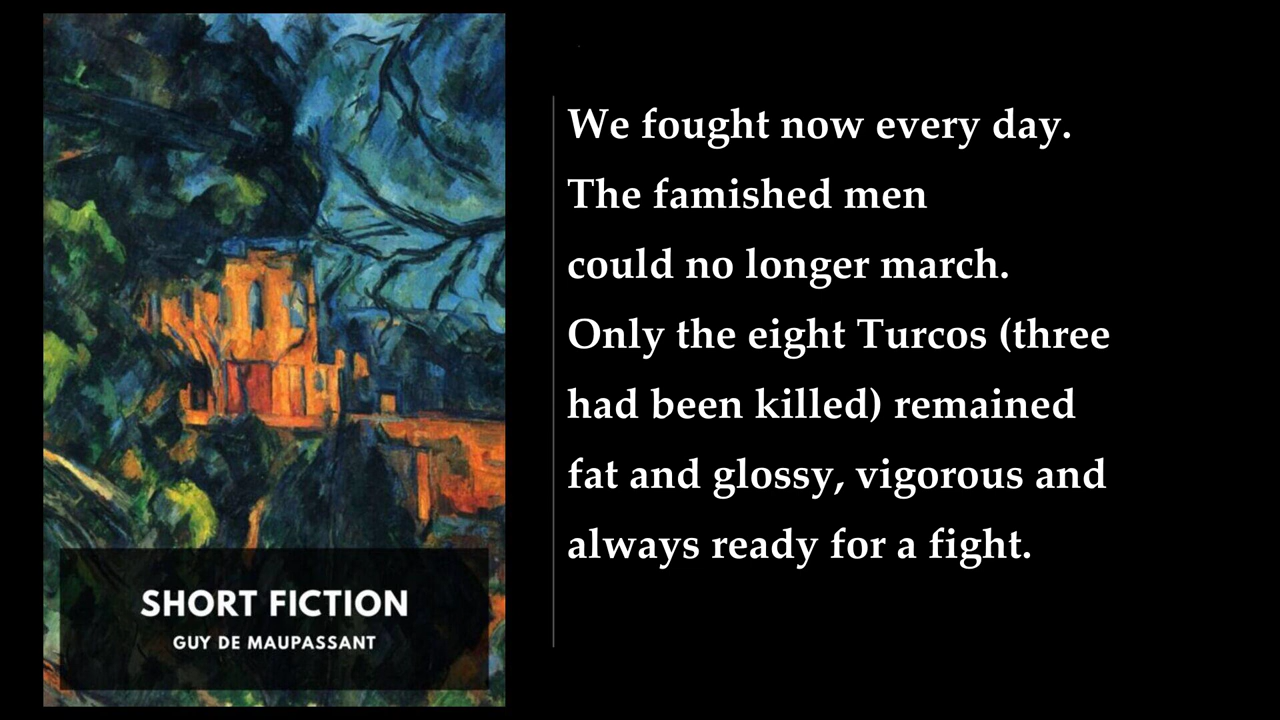 SHORT FICTION
GUY DE MAUPASSANT
We fought now every day.
The famished men
could no longer march.
Only the eight Turcos (three
had been killed) remained
fat and glossy, vigorous and
always ready for a fight.